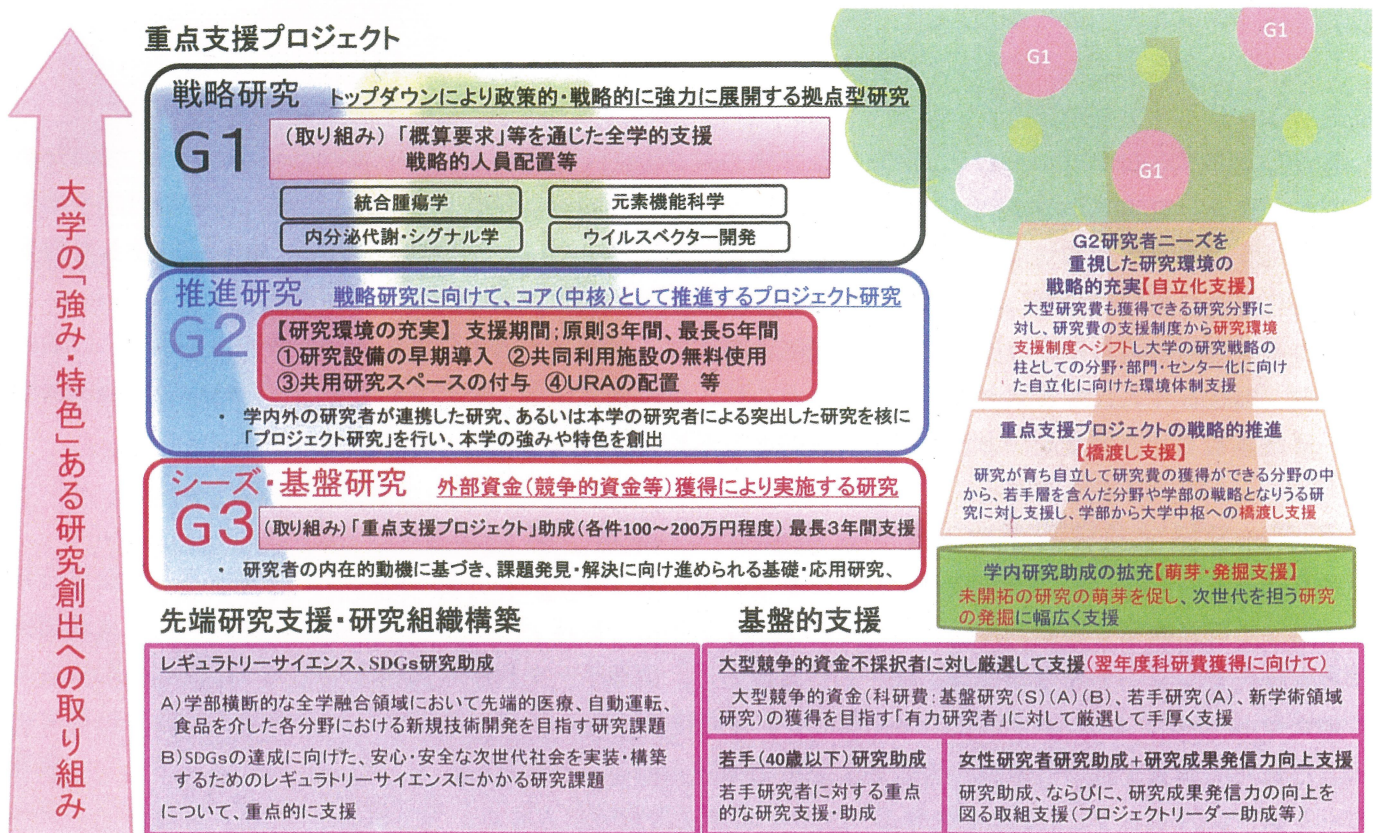 大学の「強み・特色」ある研究創出への取り組み
重点支援プロジェクト
戦略研究 トップダウンにより政策的・戦略的に強力に展開する拠点型研究
G1
(取り組み)「概算要求」等を通じた全学的支援
戦略的人員配置等
統合腫瘍学
元素機能科学
内分泌代謝・シグナル学
ウイルスベクター開発
推進研究 戦略研究に向けて、コア(中核)として推進するプロジェクト研究
G2
【研究環境の充実】 支援期間;原則3年間、最長5年間
①研究設備の早期導入 ②共同利用施設の無料使用
③共用研究スペースの付与 ④URAの配置 等
・ 学内外の研究者が連携した研究、あるいは本学の研究者による突出した研究を核に
「プロジェクト研究」を行い、本学の強みや特色を創出
シーズ・基盤研究 外部資金(競争的資金等)獲得により実施する研究
G3
(取り組み)「重点支援プロジェクト」助成(各件100~200万円程度) 最長3年間支援
・ 研究者の内在的動機に基づき、課題発見・解決に向け進められる基礎・応用研究、
G1
G1
G1
G2研究者ニーズを
重視した研究環境の
戦略的充実【自立化支援】
大型研究費も獲得できる研究分野に
対し、研究費の支援制度から研究環境
支援制度へシフトし大学の研究戦略の
柱としての分野・部門・センター化に向け
た自立化に向けた環境体制支援
重点支援プロジェクトの戦略的推進
【橋渡し支援】
研究が育ち自立して研究費の獲得ができる分野の中
から、若手層を含んだ分野や学部の戦略となりうる研
究に対し支援し、学部から大学中枢への橋渡し支援
学内研究助成の拡充【萌芽・発掘支援】
未開拓の研究の萌芽を促し、次世代を担う研究
の発掘に幅広く支援
先端研究支援・研究組織構築
レギュラトリーサイエンス、SDGs研究助成
A)学部横断的な全学融合領域において先端的医療、自動運転、
食品を介した各分野における新規技術開発を目指す研究課題
B)SDGsの達成に向けた、安心・安全な次世代社会を実装・構築
するためのレギュラトリーサイエンスにかかる研究課題
について、重点的に支援
基盤的支援
大型競争的資金不採択者に対し厳選して支援(翌年度科研費獲得に向けて)
大型競争的資金(科研費:基盤研究(S)(A)(B)、若手研究(A)、新学術領域
研究)の獲得を目指す「有力研究者」に対して厳選して手厚く支援
若手(40歳以下)研究助成
若手研究者に対する重点
的な研究支援・助成
女性研究者研究助成+研究成果発信力向上支援
研究助成、ならびに、研究成果発信力の向上を
図る取組支援(プロジェクトリーダー助成等)